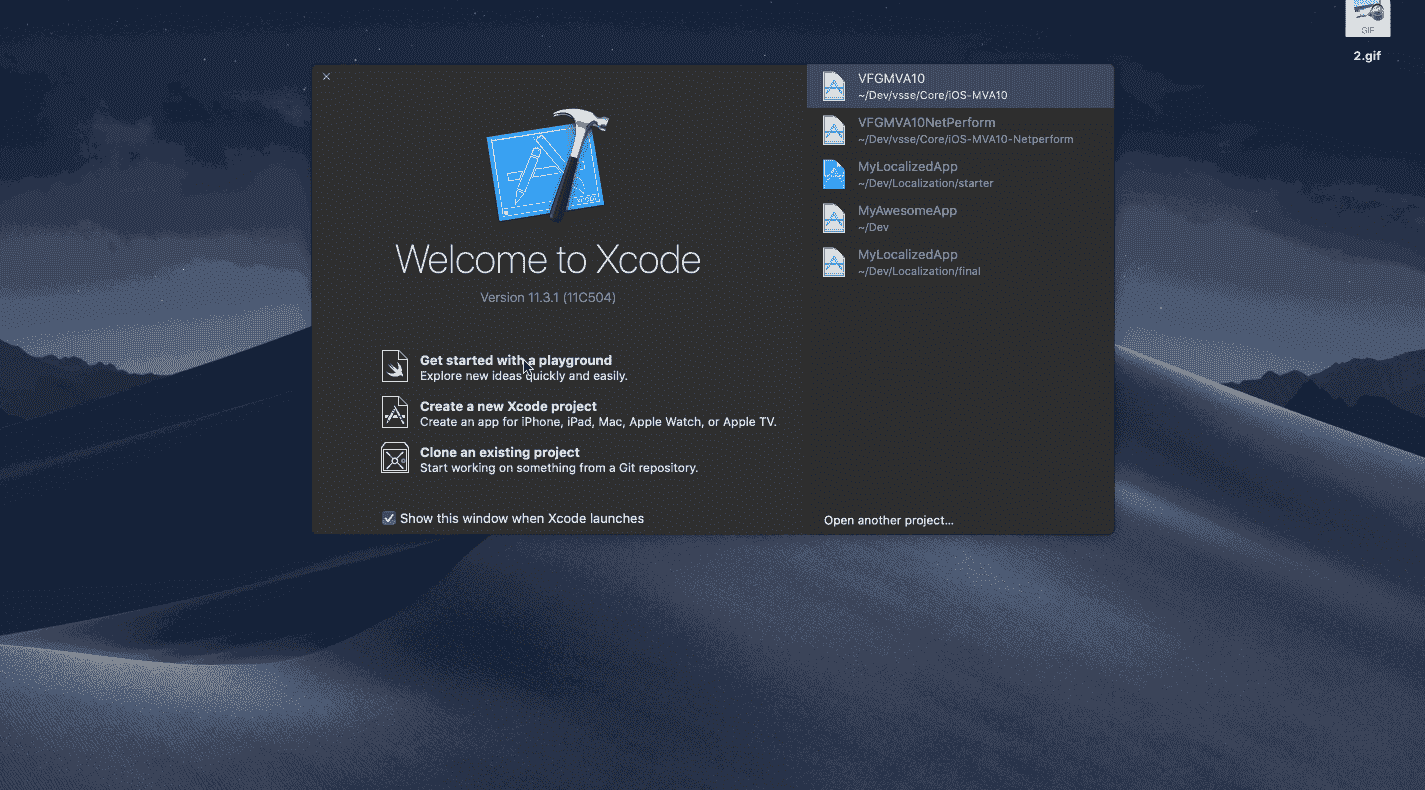 GIF
2.gif
Welcome to Xcode
Version 11.3.1 (11C504)
Get started with a playground
Explore new ideas quickly and easily.
Create a new Xcode project
Create an app for iPhone, iPad, Mac, Apple Watch, or Apple TV.
Clone an existing project
Start working on something from a Git repository.
Show this window when Xcode launches
VFGMVA10
~/Dev/vsse/Core/iOS-MVA10
VFGMVA10NetPerform
~/Dev/vsse/Core/iOS-MVA10-Netperform
MyLocalizedApp
~/Dev/Localization/starter
MyAwesomeApp
~/Dev
MyLocalizedApp
~/Dev/Localization/final
Open another project...